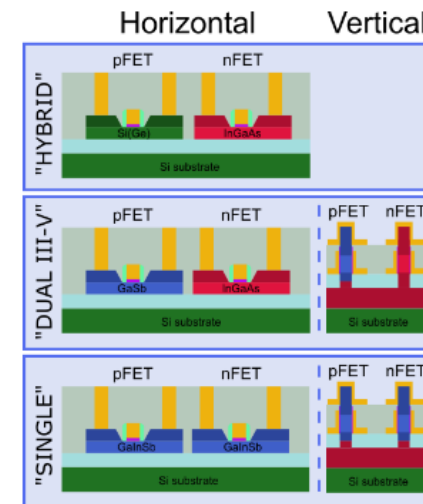 Horizontal
Vertical
"HYBRID"
pFET nFET
Si(Ge) InGaAs
Si substrate
"DUAL III-V"
pFET nFET
GaSb InGaAs
Si substrate
pFET nFET
Si substrate
"SINGLE"
pFET nFET
GaInSb GaInSb
Si substrate
pFET nFET
Si substrate